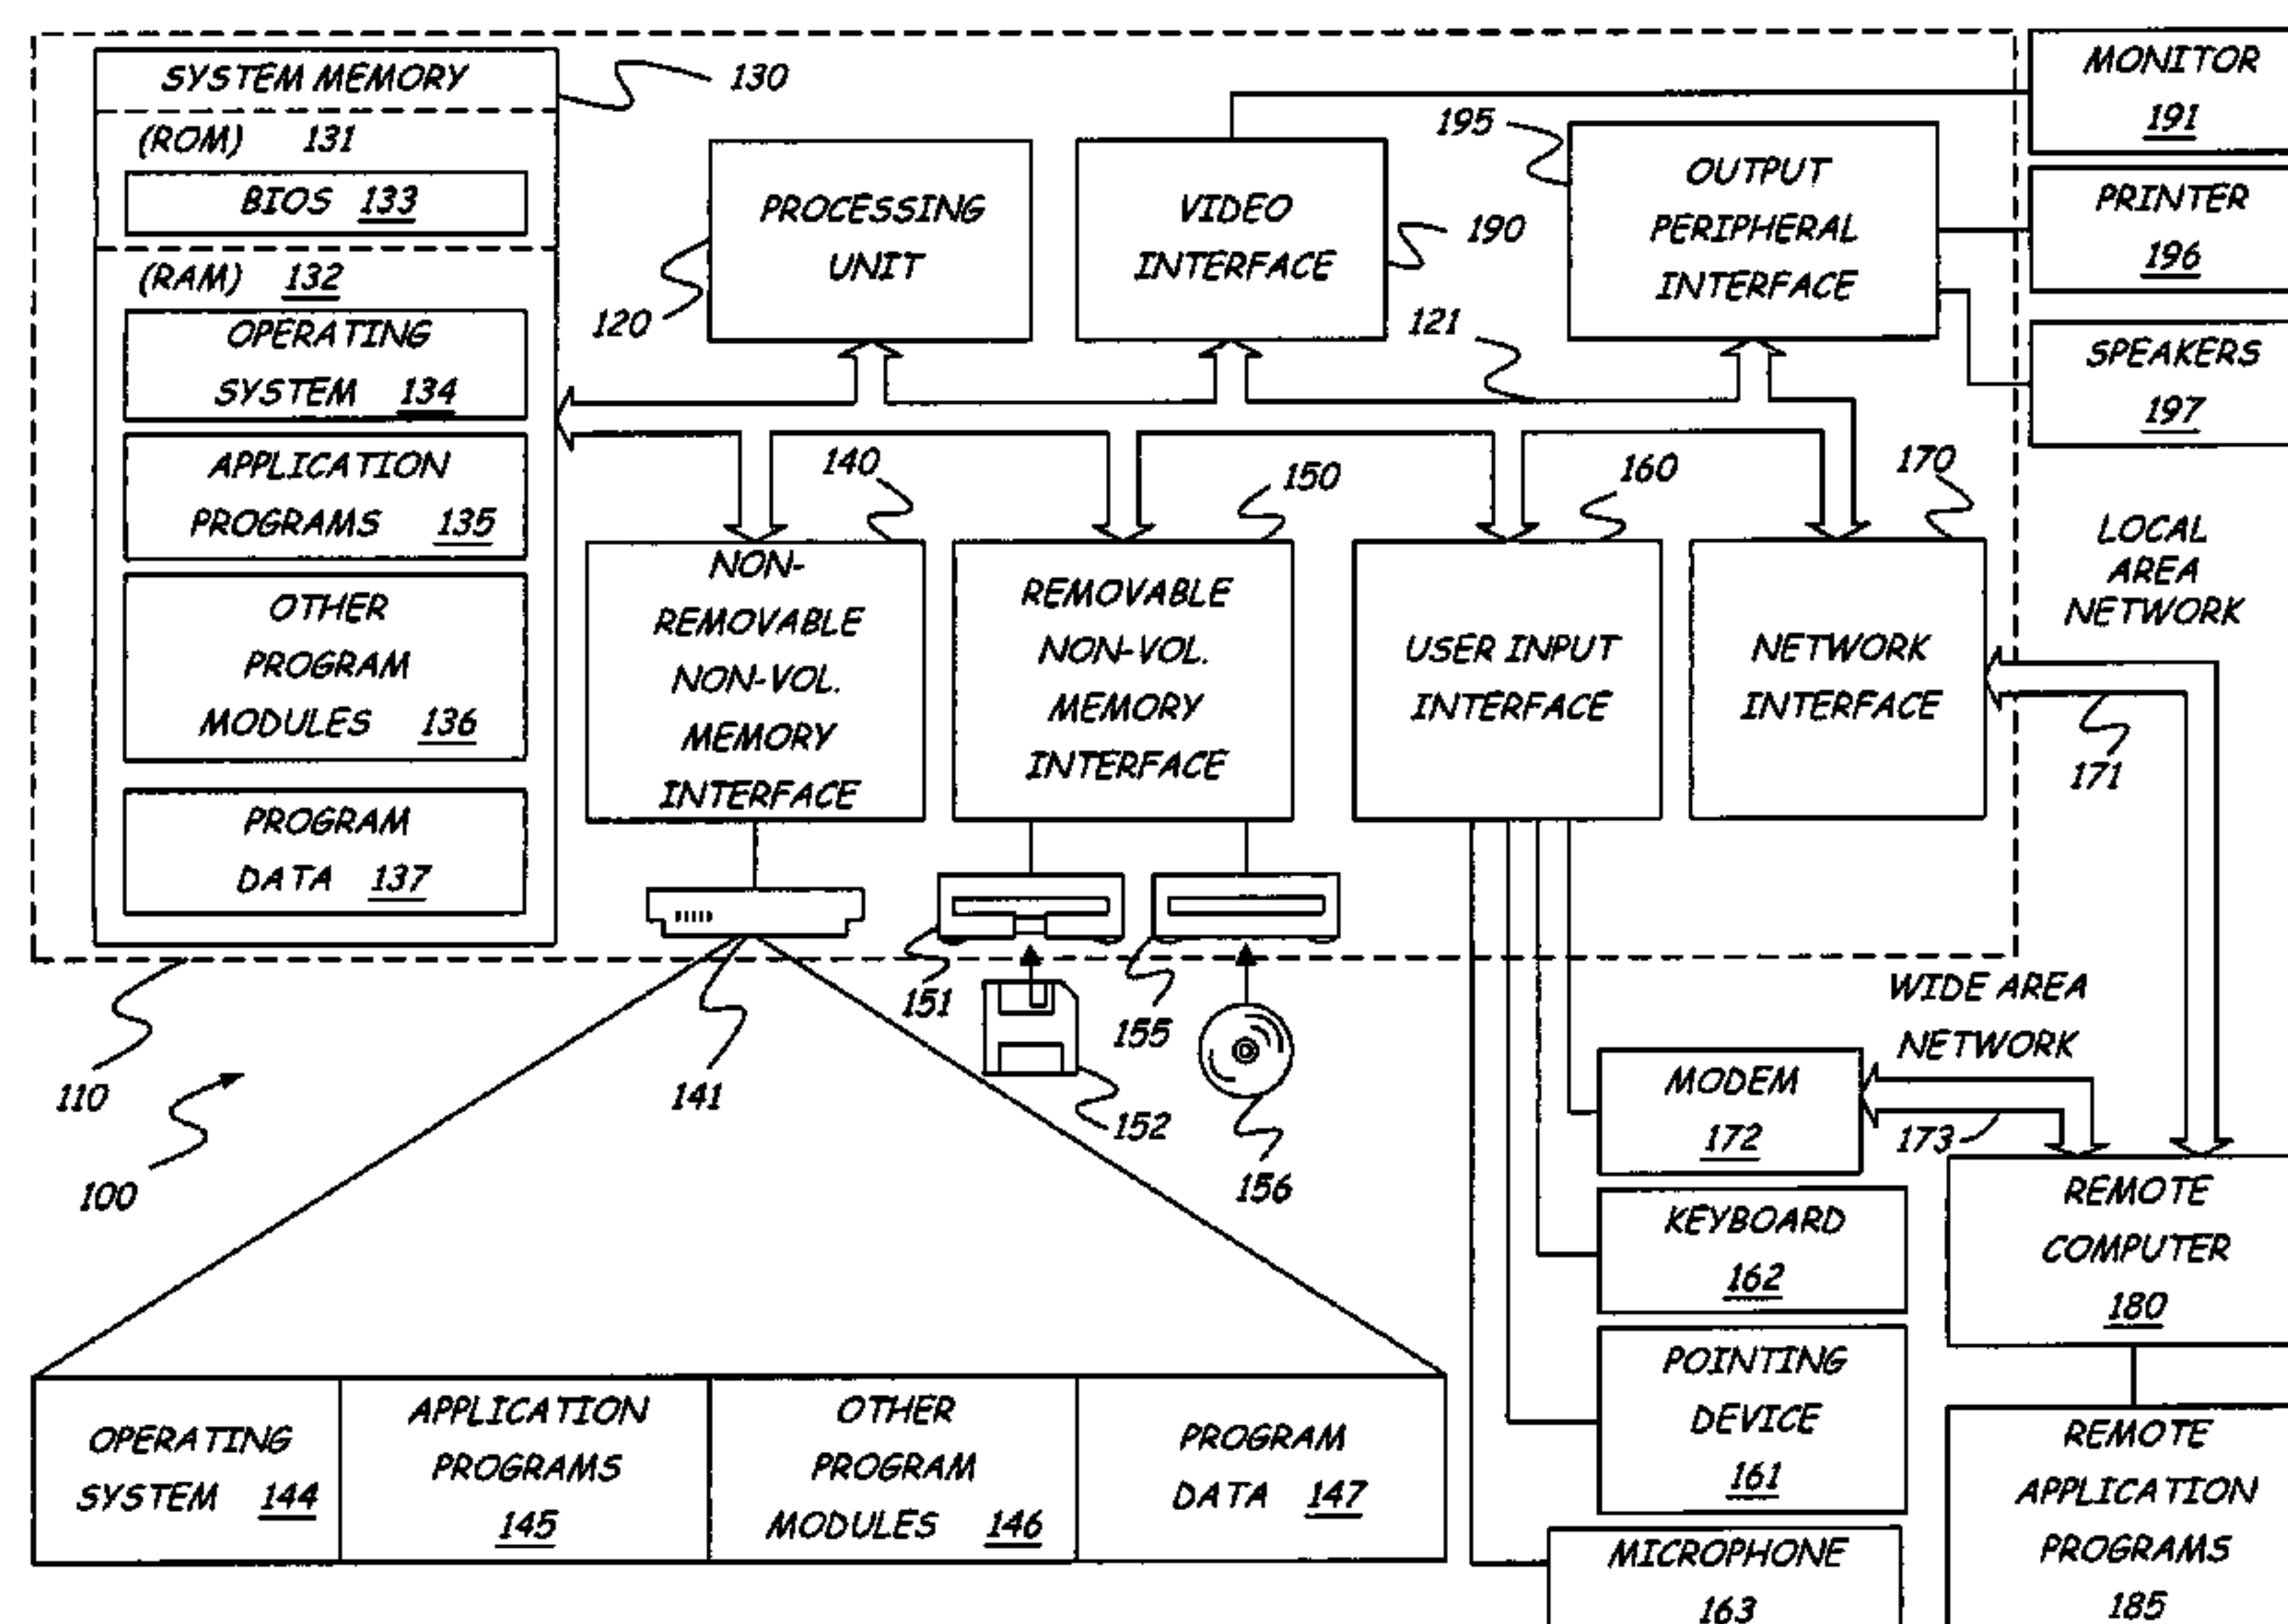 SYSTEM MEMORY
130
(ROM) 131
BIOS 133
(RAM) 132
OPERATING
SYSTEM 134
APPLICATION
PROGRAMS 135
OTHER
PROGRAM
MODULES 136
PROGRAM
DATA 137
PROCESSING
UNIT
120
VIDEO
INTERFACE
190
195
OUTPUT
PERIPHERAL
INTERFACE
121
MONITOR
191
PRINTER
196
SPEAKERS
197
140
NON-
REMOVABLE
NON-VOL.
MEMORY
INTERFACE
150
REMOVABLE
NON-VOL.
MEMORY
INTERFACE
160
USER INPUT
INTERFACE
170
NETWORK
INTERFACE
LOCAL
AREA
NETWORK
171
110
100
141
151
152
155
156
WIDE AREA
NETWORK
MODEM
172
173
KEYBOARD
162
POINTING
DEVICE
161
MICROPHONE
163
REMOTE
COMPUTER
180
REMOTE
APPLICATION
PROGRAMS
185
OPERATING
SYSTEM 144
APPLICATION
PROGRAMS
145
OTHER
PROGRAM
MODULES 146
PROGRAM
DATA 147